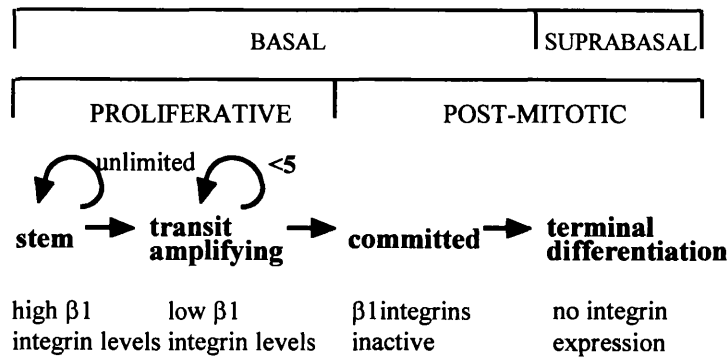 BASAL SUPRABASAL
PROLIFERATIVE POST-MITOTIC
unlimited <5
stem transit amplifying committed terminal differentiation
high β1 integrin levels low β1 integrin levels β1integrins inactive no integrin expression